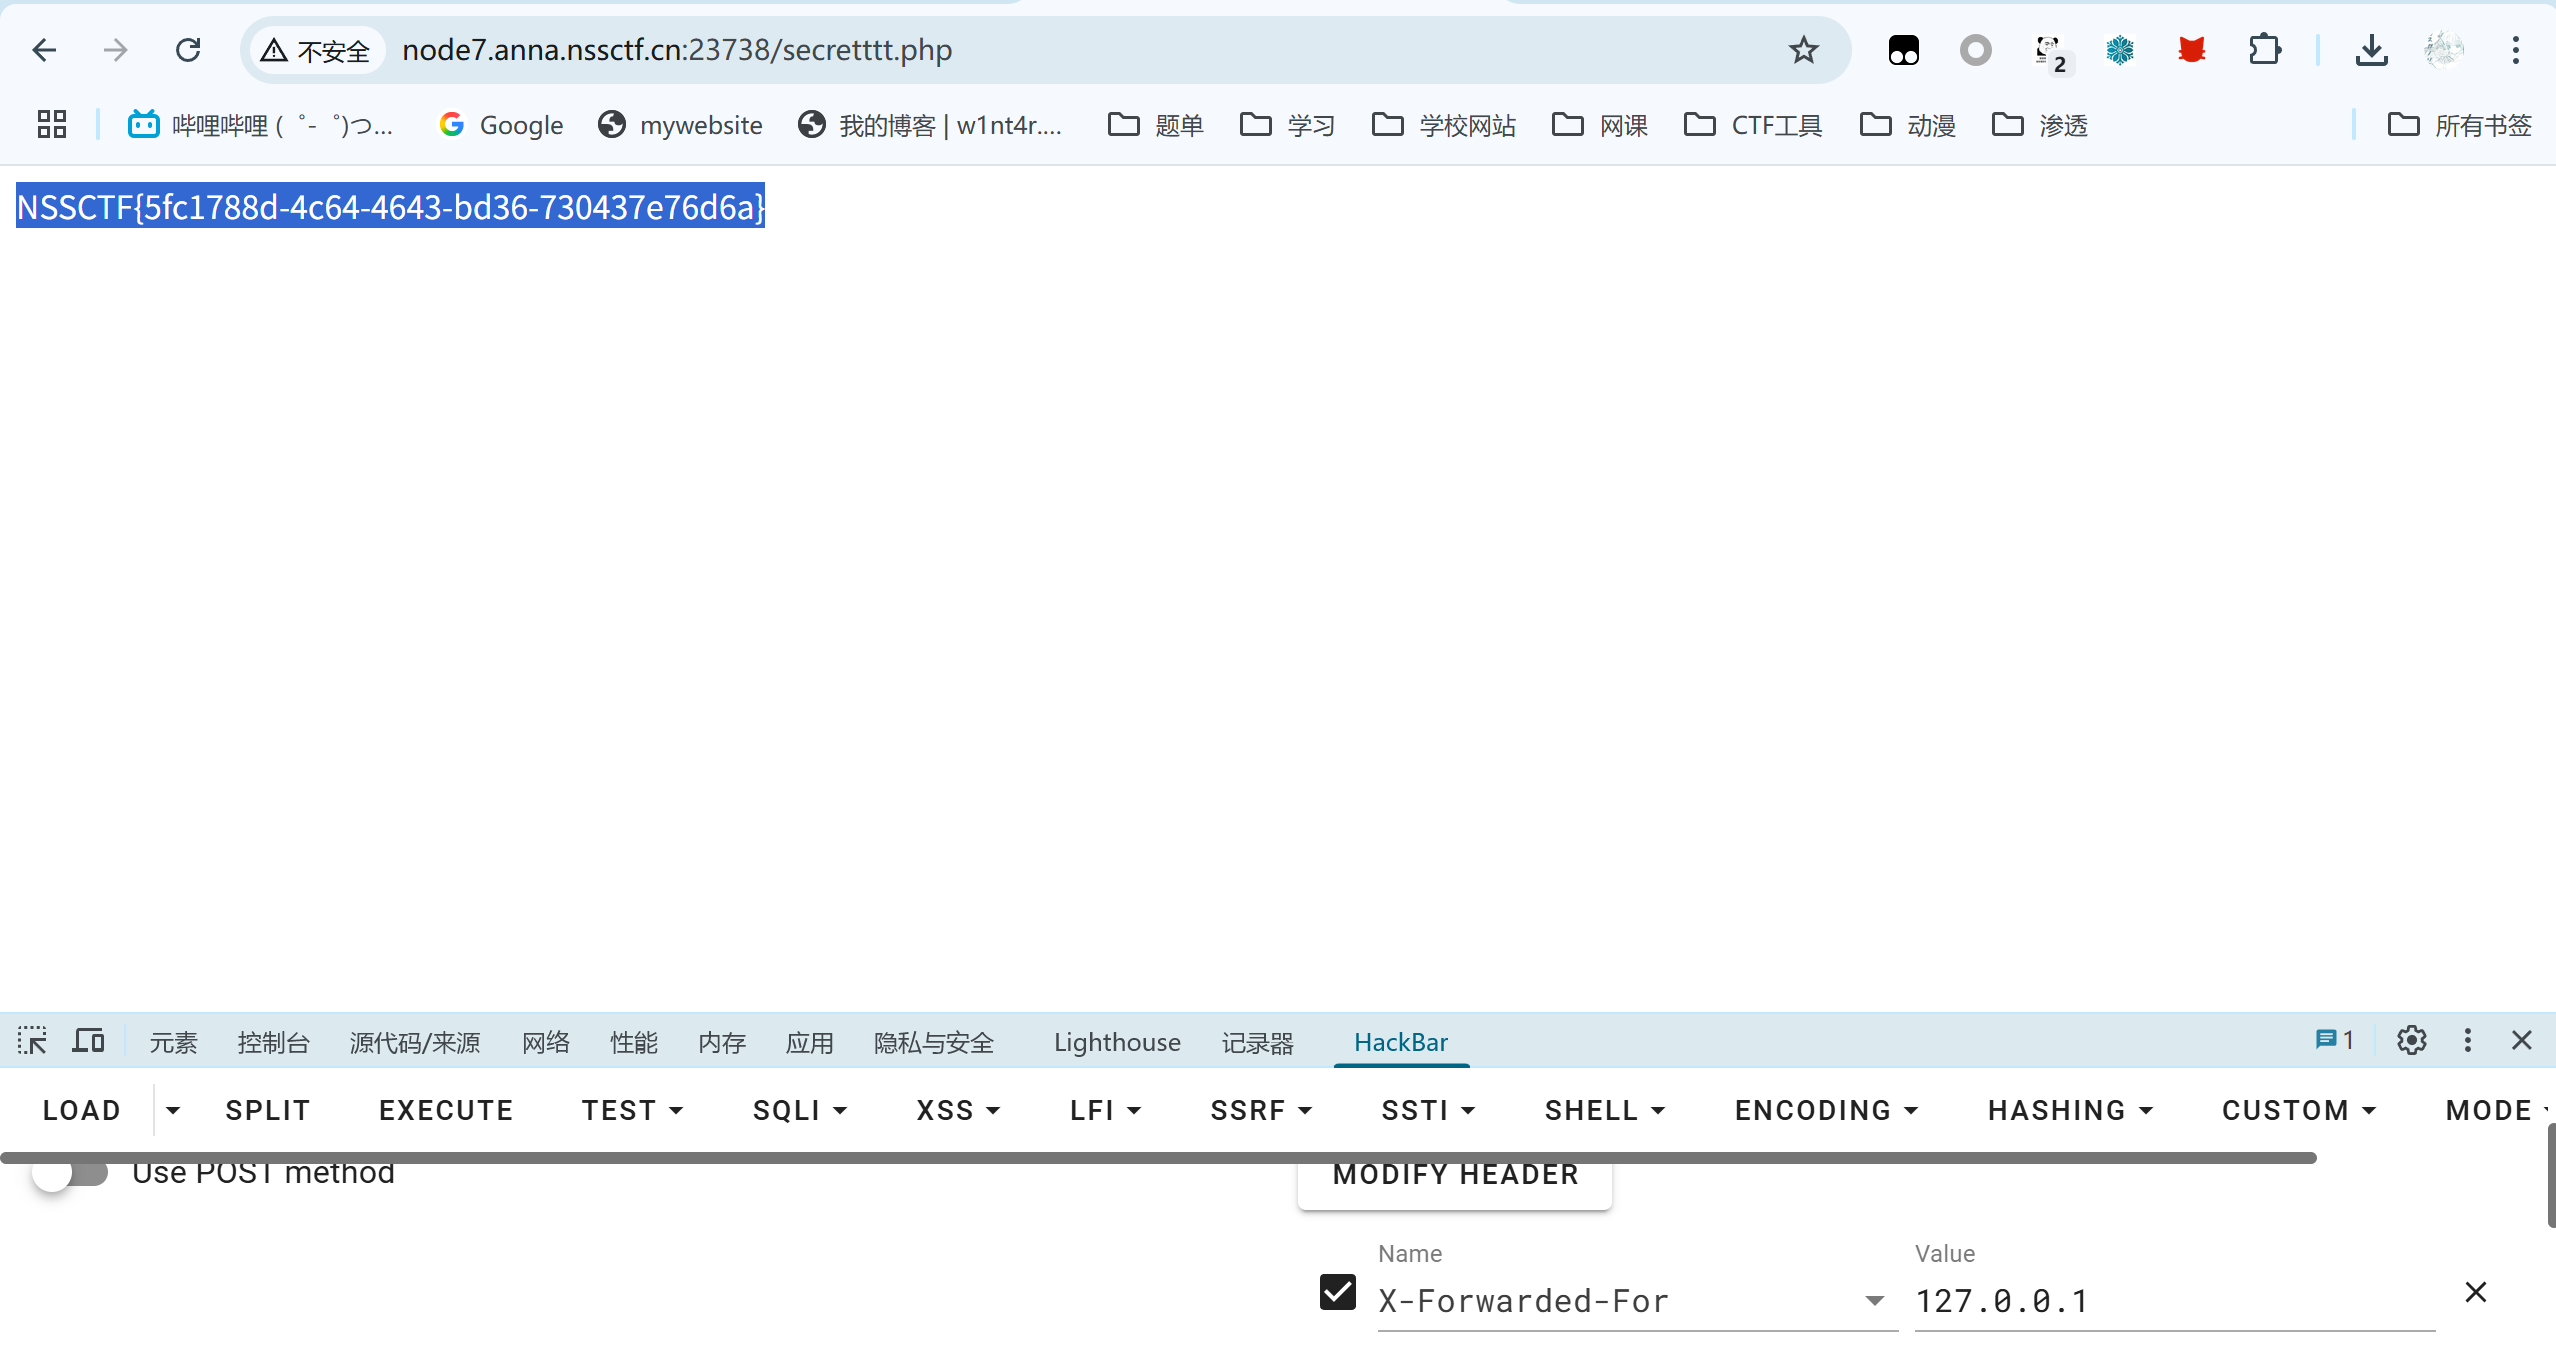 不安全 node7.anna.nssctf.cn:23738/secretttt.php 2
哔哩哔哩 ( ゜- ゜)つ... Google mywebsite 我的博客 | w1nt4r.... 题单 学习 学校网站 网课 CTF工具 动漫 渗透 所有书签
NSSCTF{5fc1788d-4c64-4643-bd36-730437e76d6a}
元素 控制台 源代码/来源 网络 性能 内存 应用 隐私与安全 Lighthouse 记录器 HackBar 1
LOAD SPLIT EXECUTE TEST SQLI XSS LFI SSRF SSTI SHELL ENCODING HASHING CUSTOM MODE
Use POST method MODIFY HEADER
Name Value
X-Forwarded-For 127.0.0.1